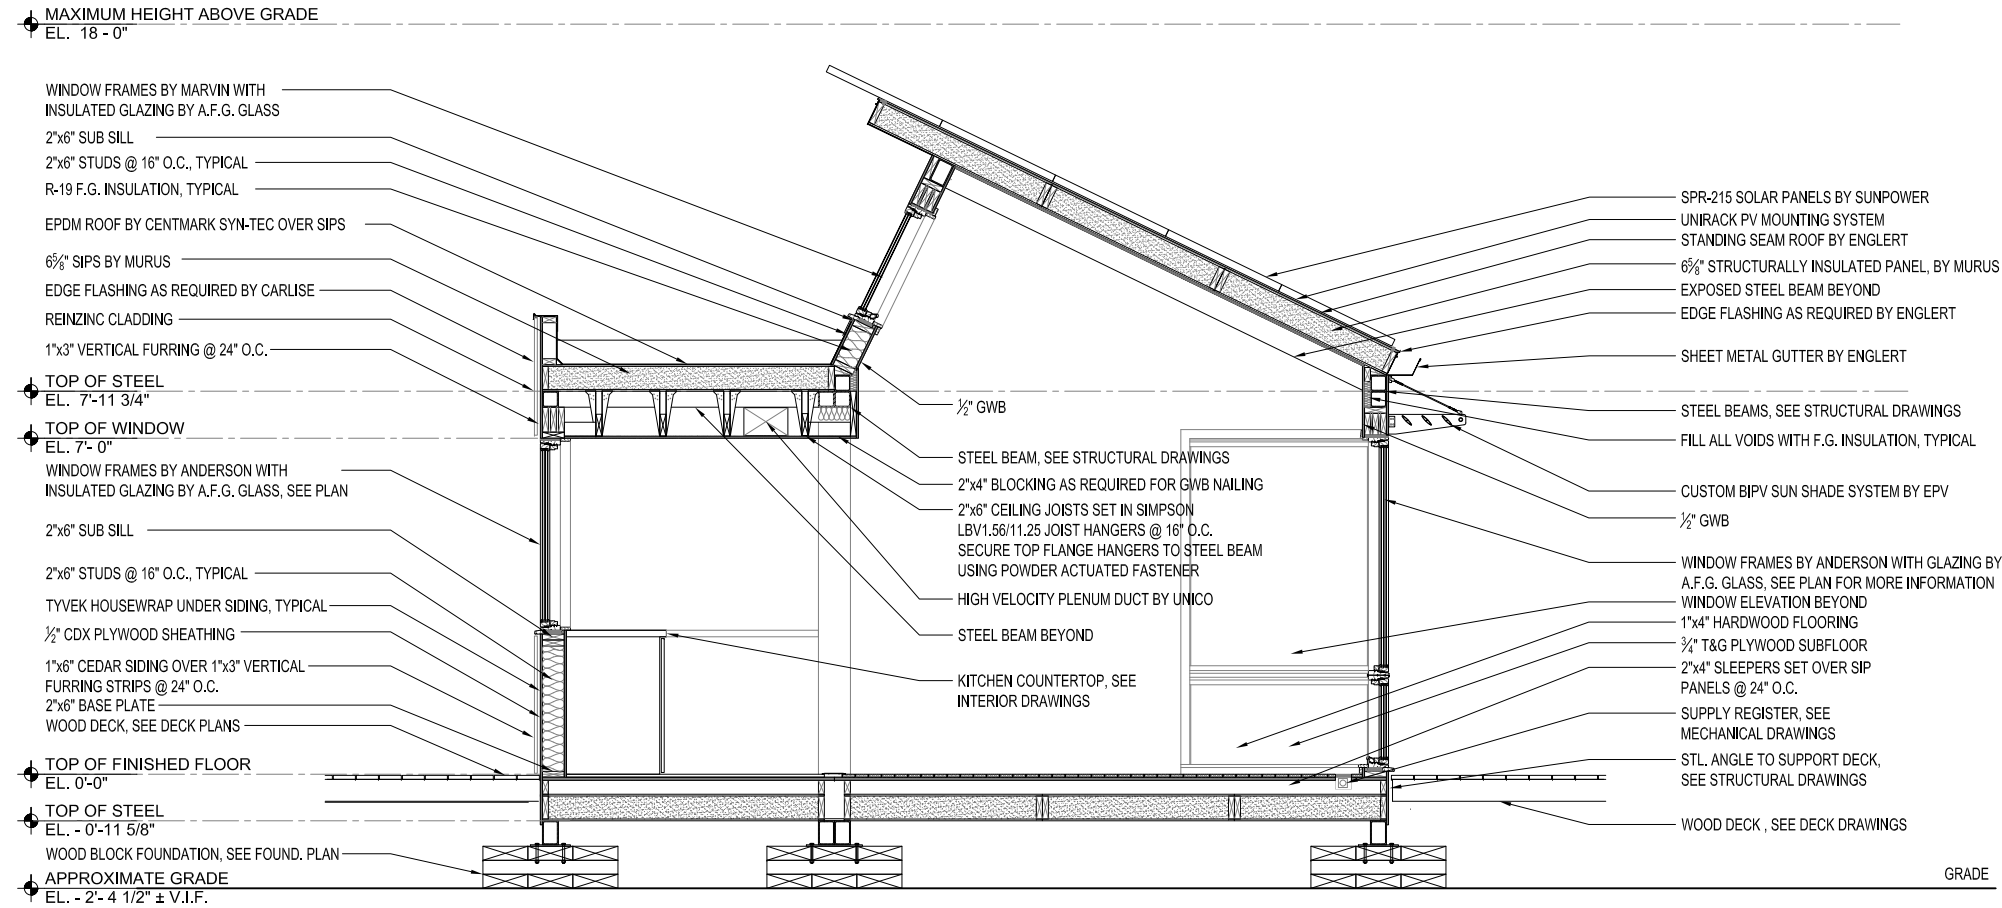 MAXIMUM HEIGHT ABOVE GRADE
EL. 18 - 0"
WINDOW FRAMES BY MARVIN WITH
INSULATED GLAZING BY A.F.G. GLASS
2"x6" SUB SILL
2"x6" STUDS @ 16" O.C., TYPICAL
R-19 F.G. INSULATION, TYPICAL
EPDM ROOF BY CENTMARK SYN-TEC OVER SIPS
6⅝" SIPS BY MURUS
EDGE FLASHING AS REQUIRED BY CARLISE
REINZINC CLADDING
1"x3" VERTICAL FURRING @ 24" O.C.
TOP OF STEEL
EL. 7'-11 3/4"
TOP OF WINDOW
EL. 7'- 0"
WINDOW FRAMES BY ANDERSON WITH
INSULATED GLAZING BY A.F.G. GLASS, SEE PLAN
2"x6" SUB SILL
2"x6" STUDS @ 16" O.C., TYPICAL
TYVEK HOUSEWRAP UNDER SIDING, TYPICAL
½" CDX PLYWOOD SHEATHING
1"x6" CEDAR SIDING OVER 1"x3" VERTICAL
FURRING STRIPS @ 24" O.C.
2"x6" BASE PLATE
WOOD DECK, SEE DECK PLANS
TOP OF FINISHED FLOOR
EL. 0'-0"
TOP OF STEEL
EL. - 0'-11 5/8"
WOOD BLOCK FOUNDATION, SEE FOUND. PLAN
APPROXIMATE GRADE
EL. - 2'- 4 1/2" ± V.I.F.
½" GWB
STEEL BEAM, SEE STRUCTURAL DRAWINGS
2"x4" BLOCKING AS REQUIRED FOR GWB NAILING
2"x6" CEILING JOISTS SET IN SIMPSON
LBV1.56/11.25 JOIST HANGERS @ 16" O.C.
SECURE TOP FLANGE HANGERS TO STEEL BEAM
USING POWDER ACTUATED FASTENER
HIGH VELOCITY PLENUM DUCT BY UNICO
STEEL BEAM BEYOND
KITCHEN COUNTERTOP, SEE
INTERIOR DRAWINGS
SPR-215 SOLAR PANELS BY SUNPOWER
UNIRACK PV MOUNTING SYSTEM
STANDING SEAM ROOF BY ENGLERT
6⅝" STRUCTURALLY INSULATED PANEL, BY MURUS
EXPOSED STEEL BEAM BEYOND
EDGE FLASHING AS REQUIRED BY ENGLERT
SHEET METAL GUTTER BY ENGLERT
STEEL BEAMS, SEE STRUCTURAL DRAWINGS
FILL ALL VOIDS WITH F.G. INSULATION, TYPICAL
CUSTOM BIPV SUN SHADE SYSTEM BY EPV
½" GWB
WINDOW FRAMES BY ANDERSON WITH GLAZING BY
A.F.G. GLASS, SEE PLAN FOR MORE INFORMATION
WINDOW ELEVATION BEYOND
1"x4" HARDWOOD FLOORING
¾" T&G PLYWOOD SUBFLOOR
2"x4" SLEEPERS SET OVER SIP
PANELS @ 24" O.C.
SUPPLY REGISTER, SEE
MECHANICAL DRAWINGS
STL. ANGLE TO SUPPORT DECK,
SEE STRUCTURAL DRAWINGS
WOOD DECK , SEE DECK DRAWINGS
GRADE